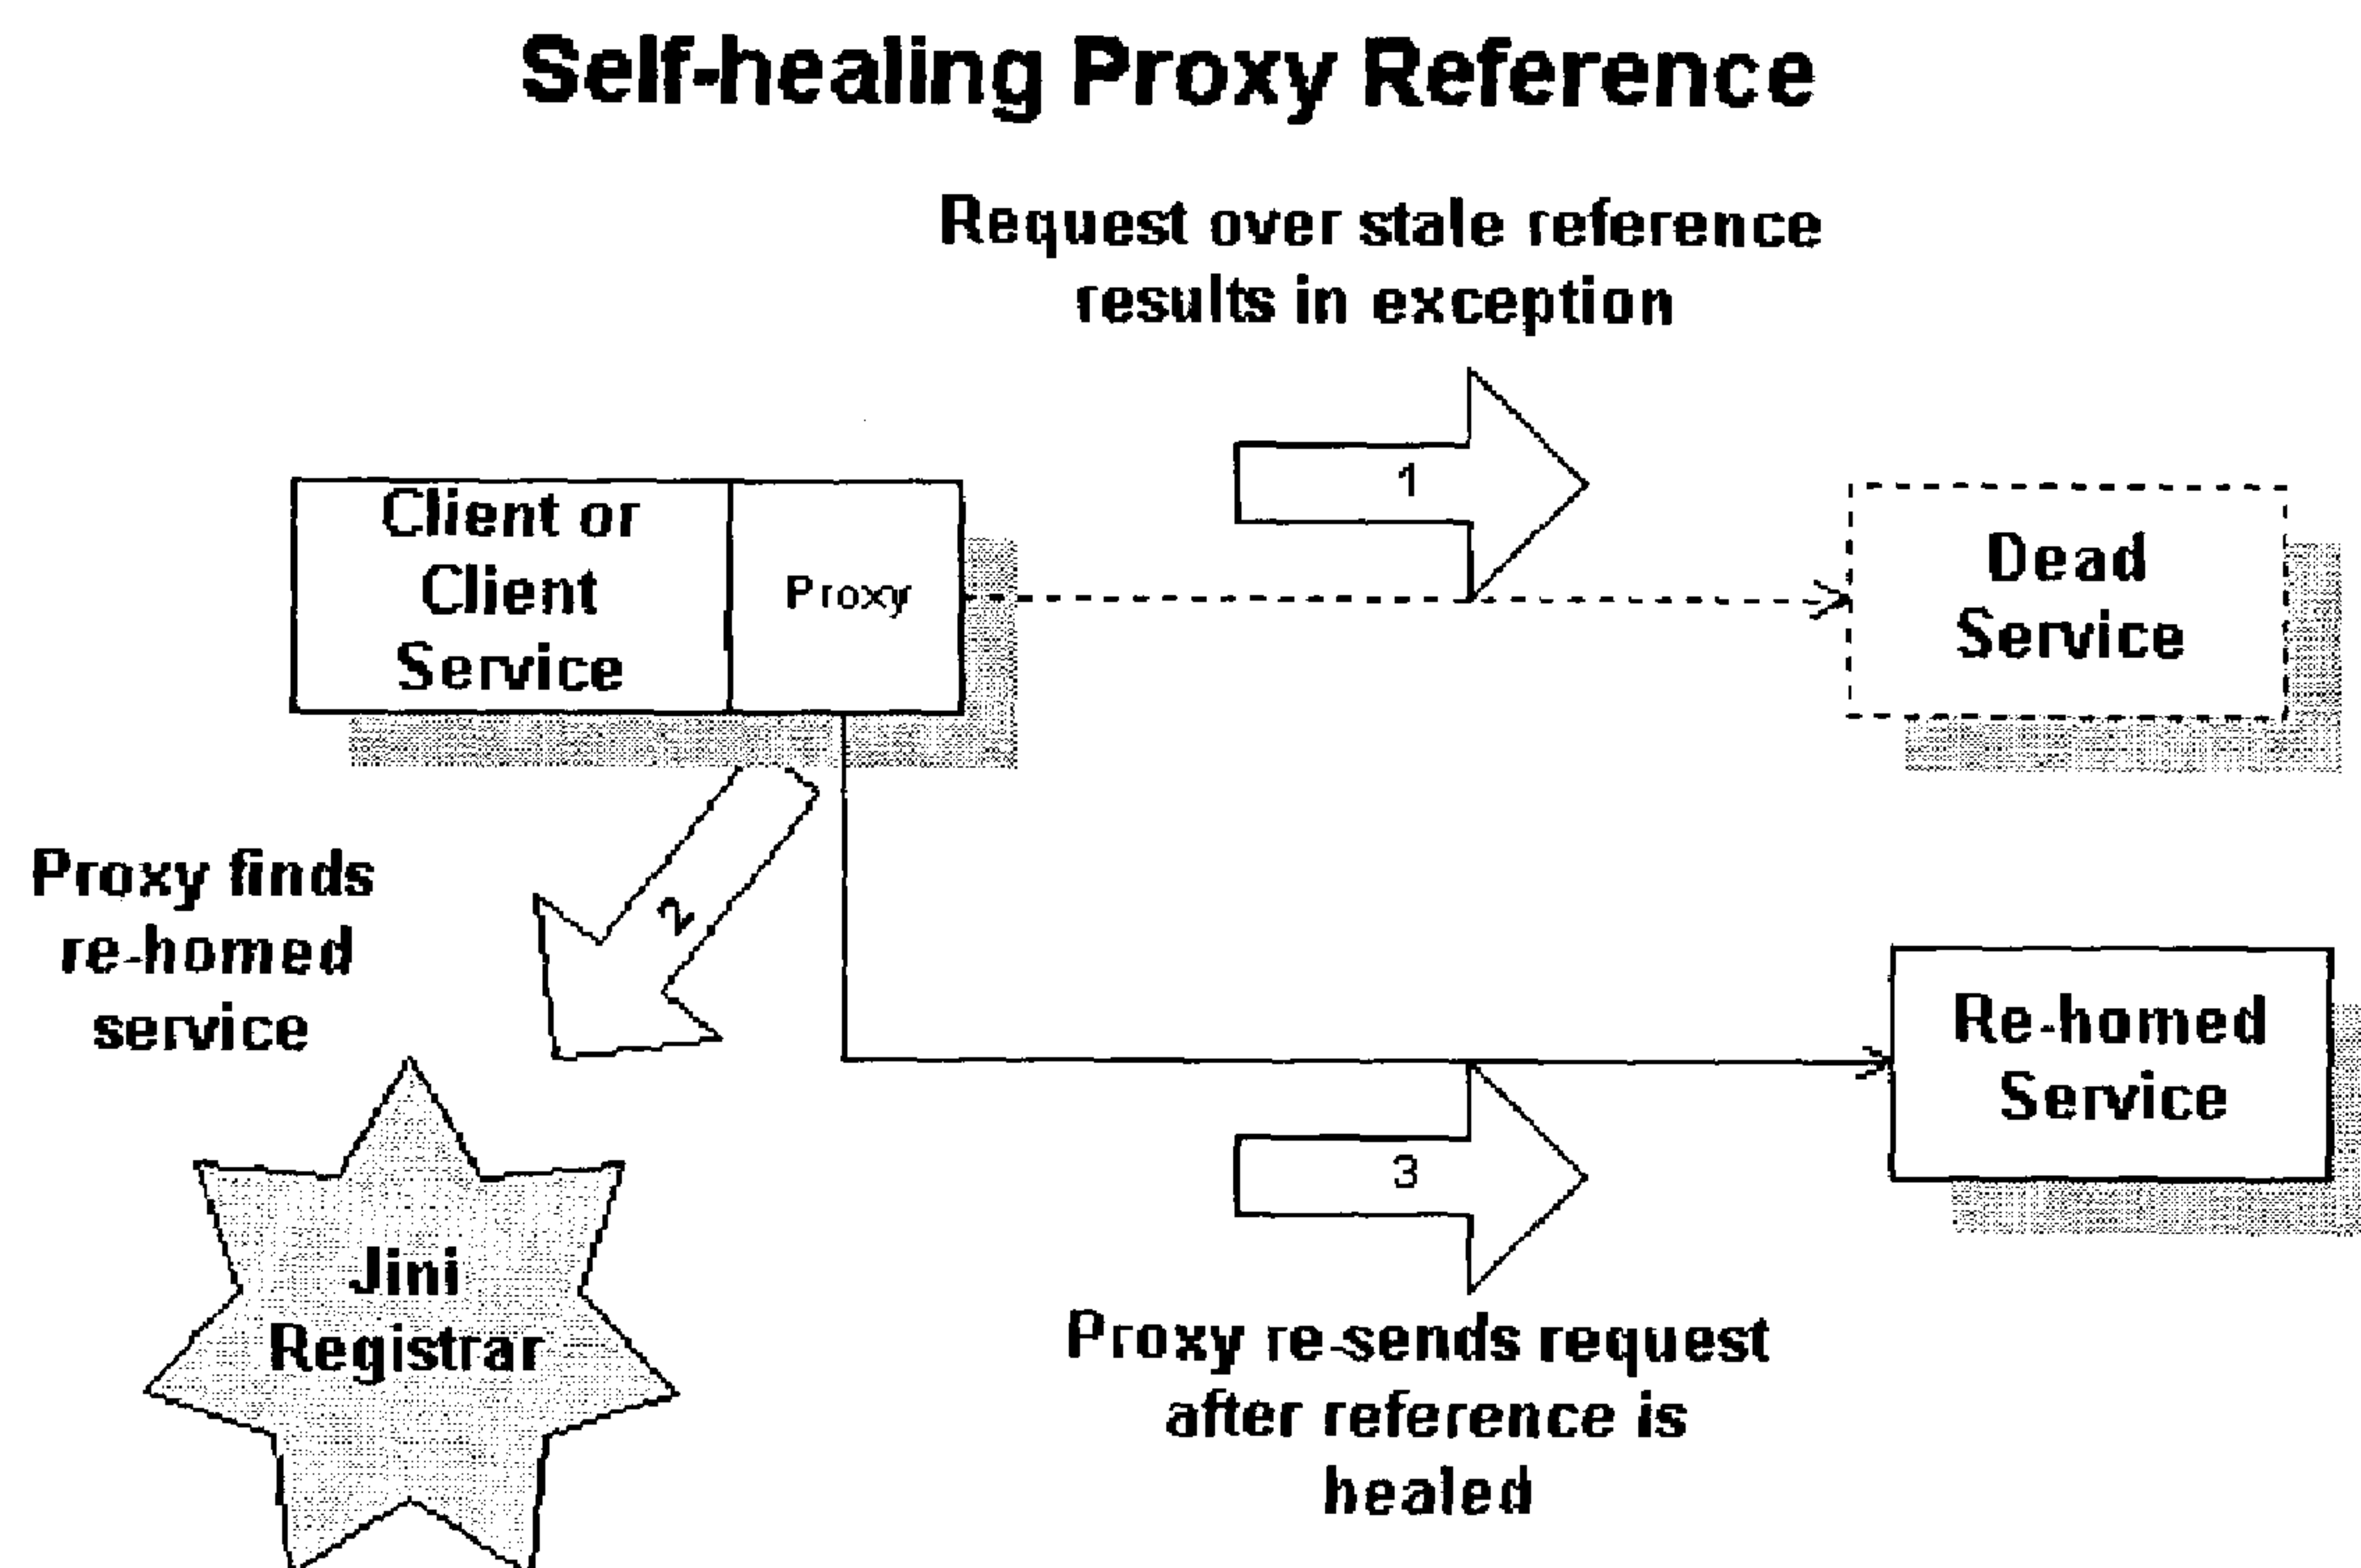 Self-healing Proxy Reference
Request over stale reference
results in exception
1
Client or
Client
Service
Proxy
Dead
Service
2
Proxy finds
re-homed
service
Re-homed
Service
3
Jini
Registrar
Proxy re-sends request
after reference is
healed